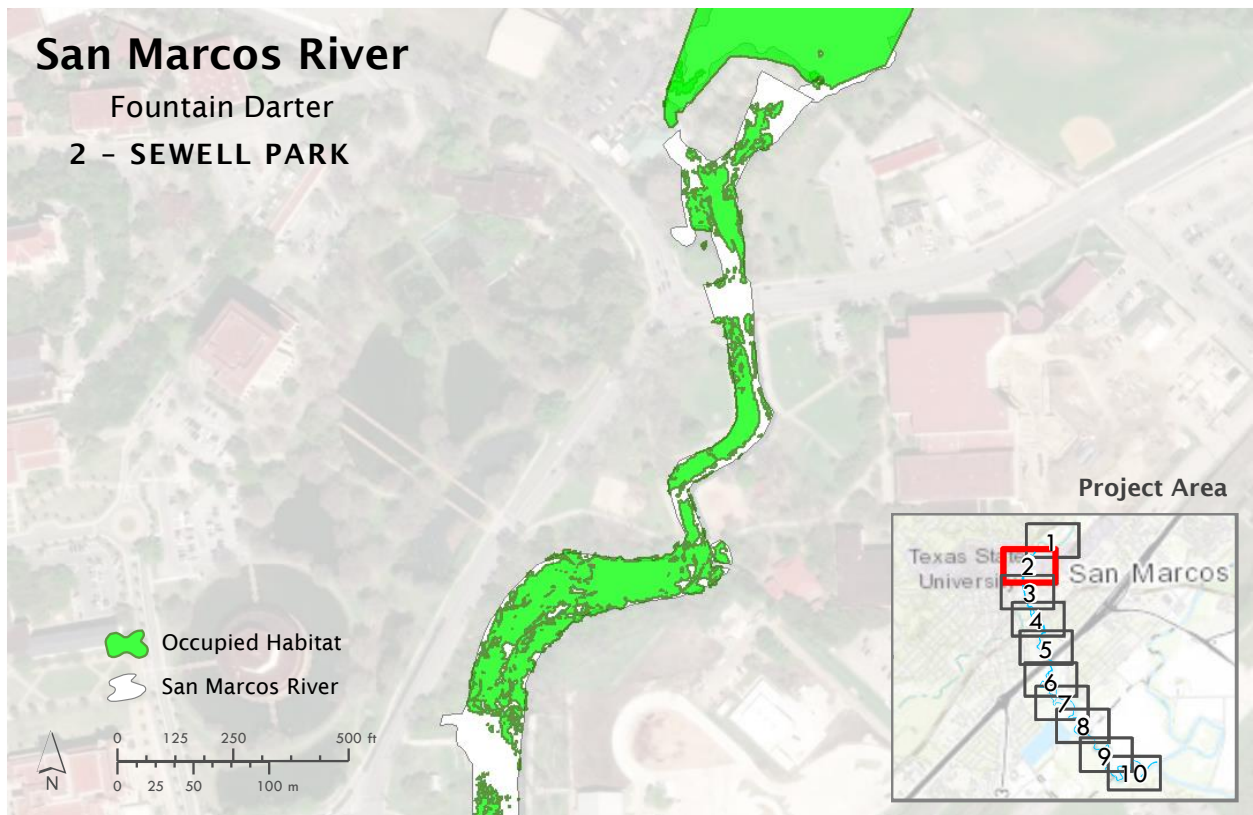 San Marcos River
Fountain Darter
2 – SEWELL PARK
Project Area
Texas State
University
San Marcos
1
2
3
4
5
6
7
8
9
10
Occupied Habitat
San Marcos River
N
0 125 250 500 ft
0 25 50 100 m